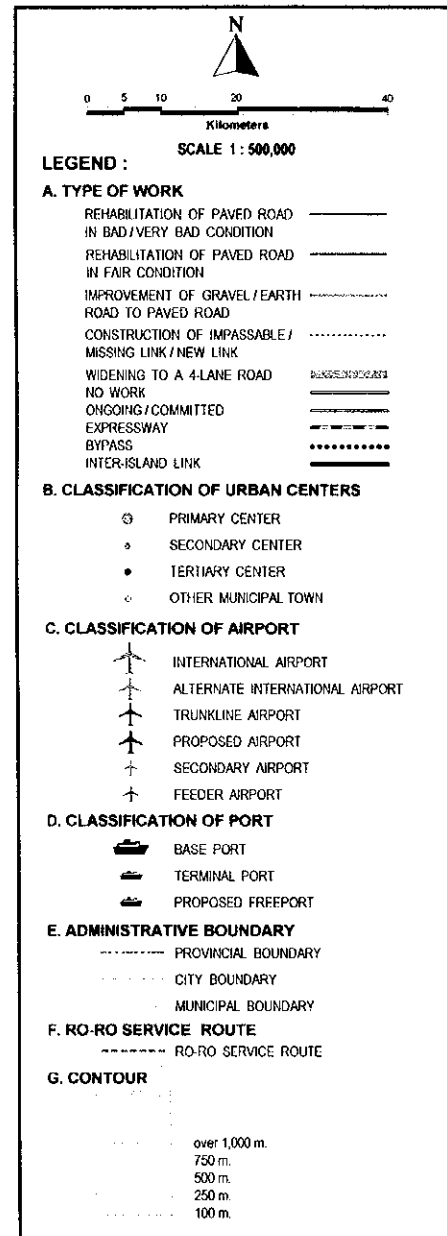 N
0 5 10 20 40
Kilometers
SCALE 1 : 500,000
LEGEND :
A. TYPE OF WORK
REHABILITATION OF PAVED ROAD
IN BAD / VERY BAD CONDITION
REHABILITATION OF PAVED ROAD
IN FAIR CONDITION
IMPROVEMENT OF GRAVEL / EARTH
ROAD TO PAVED ROAD
CONSTRUCTION OF IMPASSABLE /
MISSING LINK / NEW LINK
WIDENING TO A 4-LANE ROAD
NO WORK
ONGOING / COMMITTED
EXPRESSWAY
BYPASS
INTER-ISLAND LINK
B. CLASSIFICATION OF URBAN CENTERS
PRIMARY CENTER
SECONDARY CENTER
TERTIARY CENTER
OTHER MUNICIPAL TOWN
C. CLASSIFICATION OF AIRPORT
INTERNATIONAL AIRPORT
ALTERNATE INTERNATIONAL AIRPORT
TRUNKLINE AIRPORT
PROPOSED AIRPORT
SECONDARY AIRPORT
FEEDER AIRPORT
D. CLASSIFICATION OF PORT
BASE PORT
TERMINAL PORT
PROPOSED FREEPORT
E. ADMINISTRATIVE BOUNDARY
PROVINCIAL BOUNDARY
CITY BOUNDARY
MUNICIPAL BOUNDARY
F. RO-RO SERVICE ROUTE
RO-RO SERVICE ROUTE
G. CONTOUR
over 1,000 m.
750 m.
500 m.
250 m.
100 m.